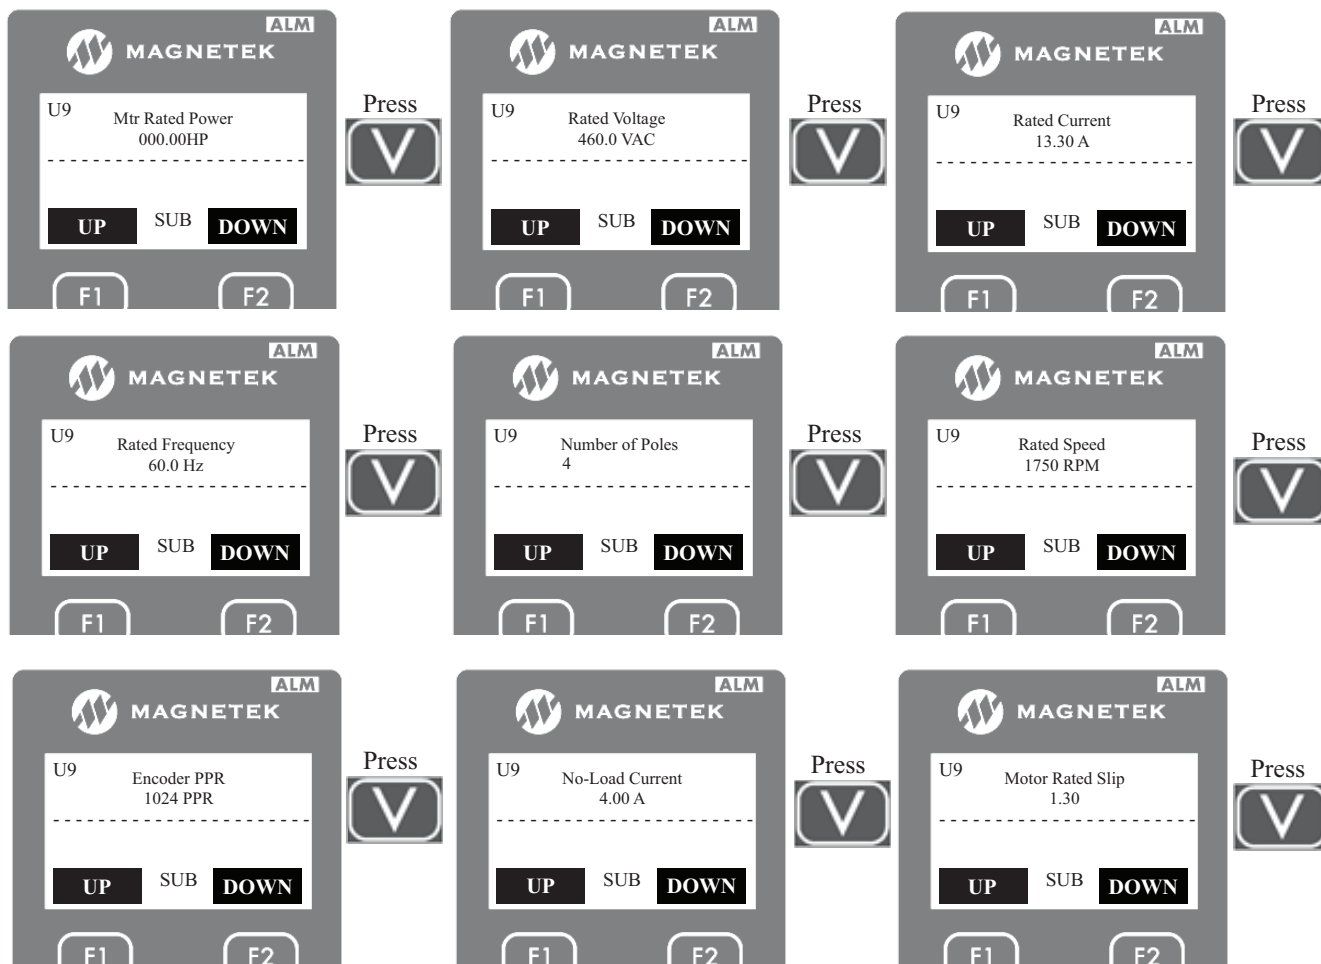 ALM
MAGNETEK
U9
Mtr Rated Power
000.00HP
UP SUB DOWN
F1 F2
Press
V
ALM
MAGNETEK
U9
Rated Voltage
460.0 VAC
UP SUB DOWN
F1 F2
Press
V
ALM
MAGNETEK
U9
Rated Current
13.30 A
UP SUB DOWN
F1 F2
Press
V
ALM
MAGNETEK
U9
Rated Frequency
60.0 Hz
UP SUB DOWN
F1 F2
Press
V
ALM
MAGNETEK
U9
Number of Poles
4
UP SUB DOWN
F1 F2
Press
V
ALM
MAGNETEK
U9
Rated Speed
1750 RPM
UP SUB DOWN
F1 F2
Press
V
ALM
MAGNETEK
U9
Encoder PPR
1024 PPR
UP SUB DOWN
F1 F2
Press
V
ALM
MAGNETEK
U9
No-Load Current
4.00 A
UP SUB DOWN
F1 F2
Press
V
ALM
MAGNETEK
U9
Motor Rated Slip
1.30
UP SUB DOWN
F1 F2
Press
V